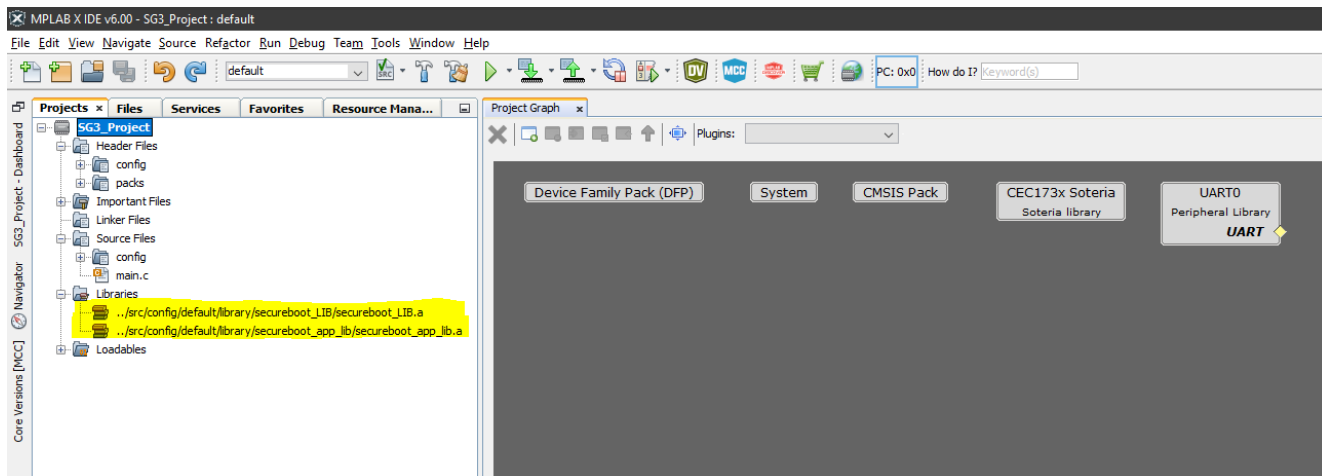 MPLAB X IDE v6.00 - SG3_Project : default
File Edit View Navigate Source Refactor Run Debug Team Tools Window Help
default
SRC
DV
MCC
PC: 0x0
How do I?
Keyword(s)
Projects
Files
Services
Favorites
Resource Mana...
SG3_Project
Header Files
config
packs
Important Files
Linker Files
Source Files
config
main.c
Libraries
../src/config/default/library/secureboot_LIB/secureboot_LIB.a
../src/config/default/library/secureboot_app_lib/secureboot_app_lib.a
Loadables
SG3_Project - Dashboard
Navigator
Core Versions [MCC]
Project Graph
Plugins:
Device Family Pack (DFP)
System
CMSIS Pack
CEC173x Soteria
Soteria library
UART0
Peripheral Library
UART